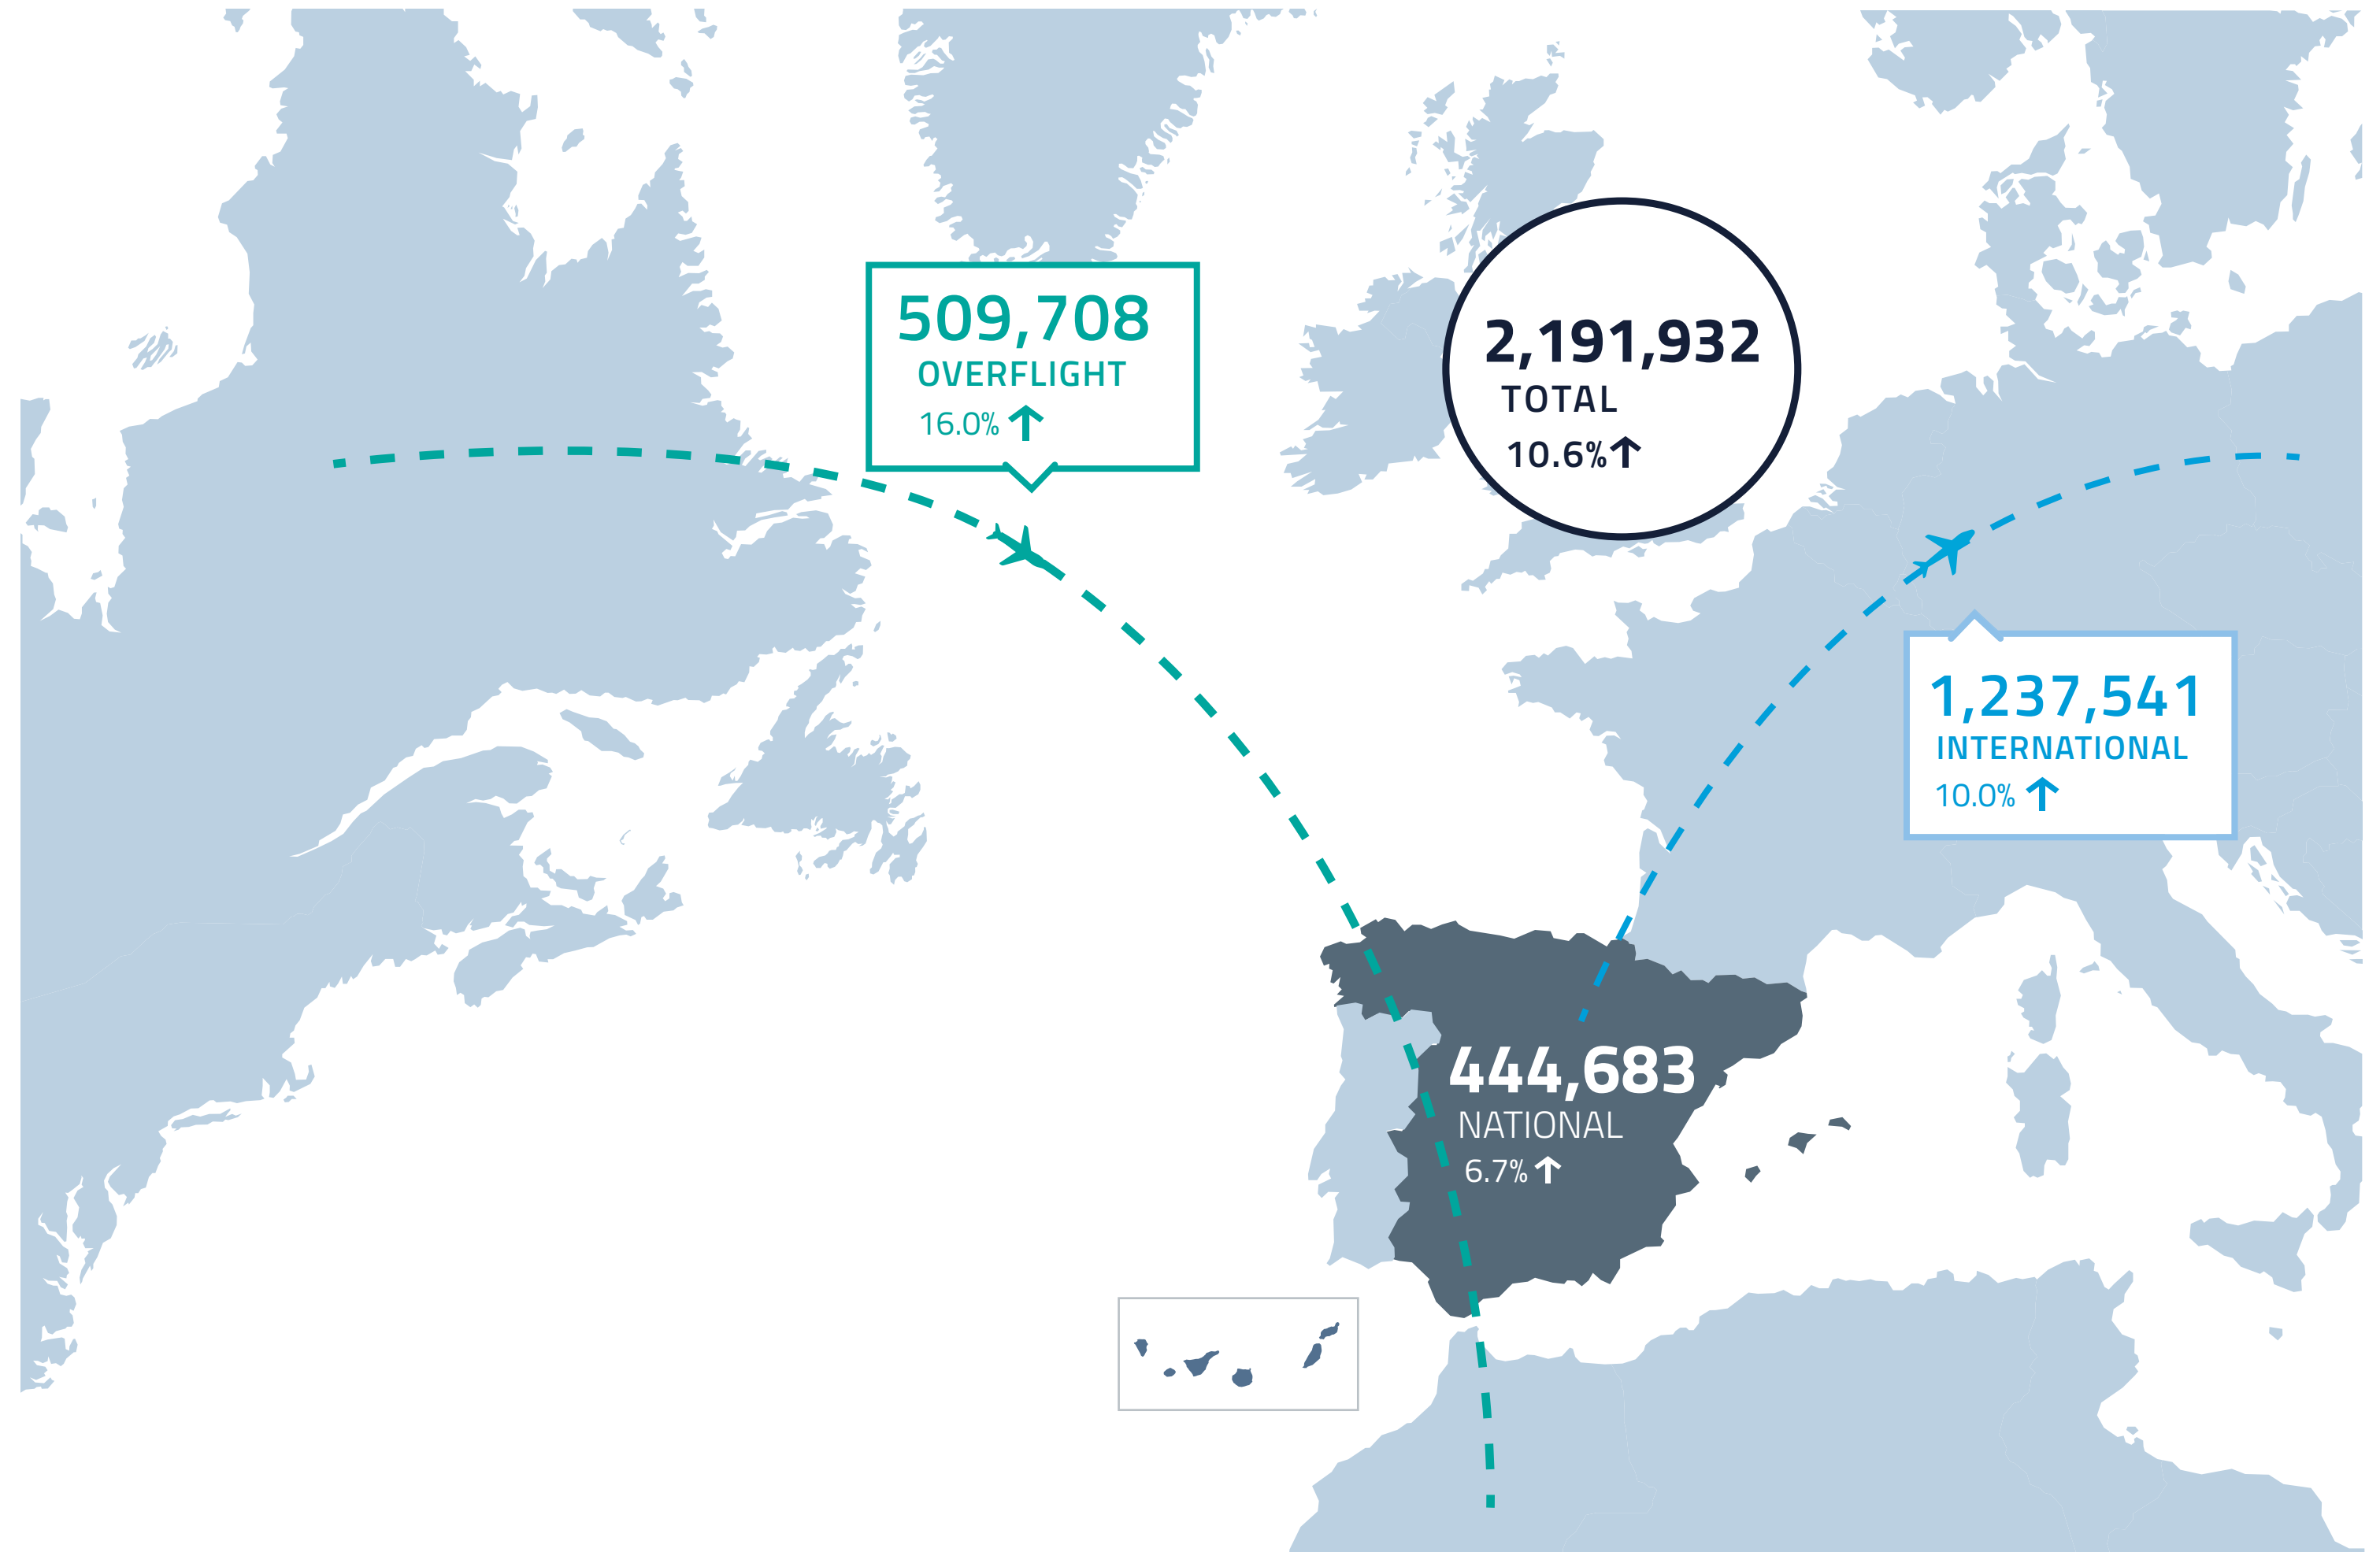 509,708
OVERFLIGHT
16.0%
2,191,932
TOTAL
10.6%
1,237,541
INTERNATIONAL
10.0%
444,683
NATIONAL
6.7%